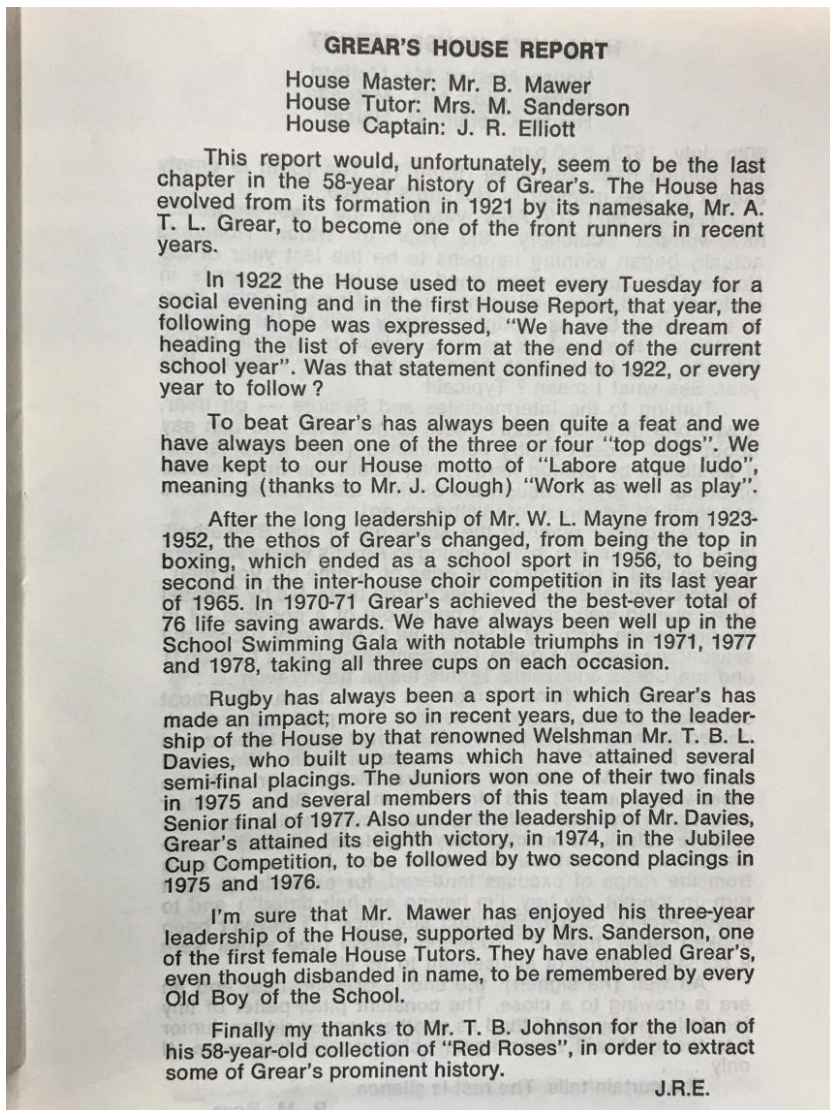 GREAR'S HOUSE REPORT
House Master: Mr. B. Mawer
House Tutor: Mrs. M. Sanderson
House Captain: J. R. Elliott
This report would, unfortunately, seem to be the last
chapter in the 58-year history of Grear's. The House has
evolved from its formation in 1921 by its namesake, Mr. A.
T. L. Grear, to become one of the front runners in recent
years.
In 1922 the House used to meet every Tuesday for a
social evening and in the first House Report, that year, the
following hope was expressed, "We have the dream of
heading the list of every form at the end of the current
school year". Was that statement confined to 1922, or every
year to follow ?
To beat Grear's has always been quite a feat and we
have always been one of the three or four "top dogs". We
have kept to our House motto of "Labore atque ludo",
meaning (thanks to Mr. J. Clough) "Work as well as play".
After the long leadership of Mr. W. L. Mayne from 1923-
1952, the ethos of Grear's changed, from being the top in
boxing, which ended as a school sport in 1956, to being
second in the inter-house choir competition in its last year
of 1965. In 1970-71 Grear's achieved the best-ever total of
76 life saving awards. We have always been well up in the
School Swimming Gala with notable triumphs in 1971, 1977
and 1978, taking all three cups on each occasion.
Rugby has always been a sport in which Grear's has
made an impact; more so in recent years, due to the leader-
ship of the House by that renowned Welshman Mr. T. B. L.
Davies, who built up teams which have attained several
semi-final placings. The Juniors won one of their two finals
in 1975 and several members of this team played in the
Senior final of 1977. Also under the leadership of Mr. Davies,
Grear's attained its eighth victory, in 1974, in the Jubilee
Cup Competition, to be followed by two second placings in
1975 and 1976.
I'm sure that Mr. Mawer has enjoyed his three-year
leadership of the House, supported by Mrs. Sanderson, one
of the first female House Tutors. They have enabled Grear's,
even though disbanded in name, to be remembered by every
Old Boy of the School.
Finally my thanks to Mr. T. B. Johnson for the loan of
his 58-year-old collection of "Red Roses", in order to extract
some of Grear's prominent history.
J.R.E.